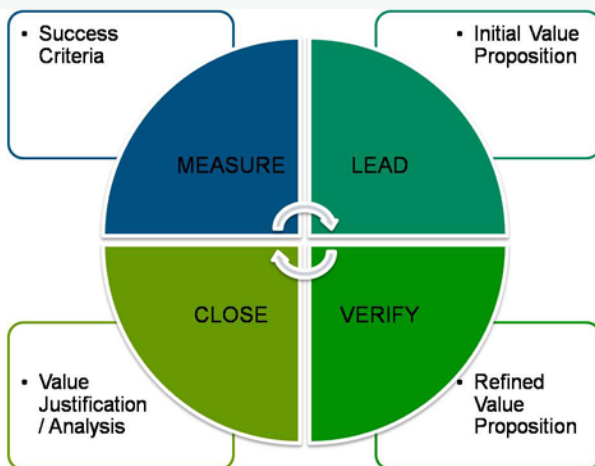 • Success
Criteria
• Initial Value
Proposition
MEASURE
LEAD
CLOSE
VERIFY
• Value
Justification
/ Analysis
• Refined
Value
Proposition